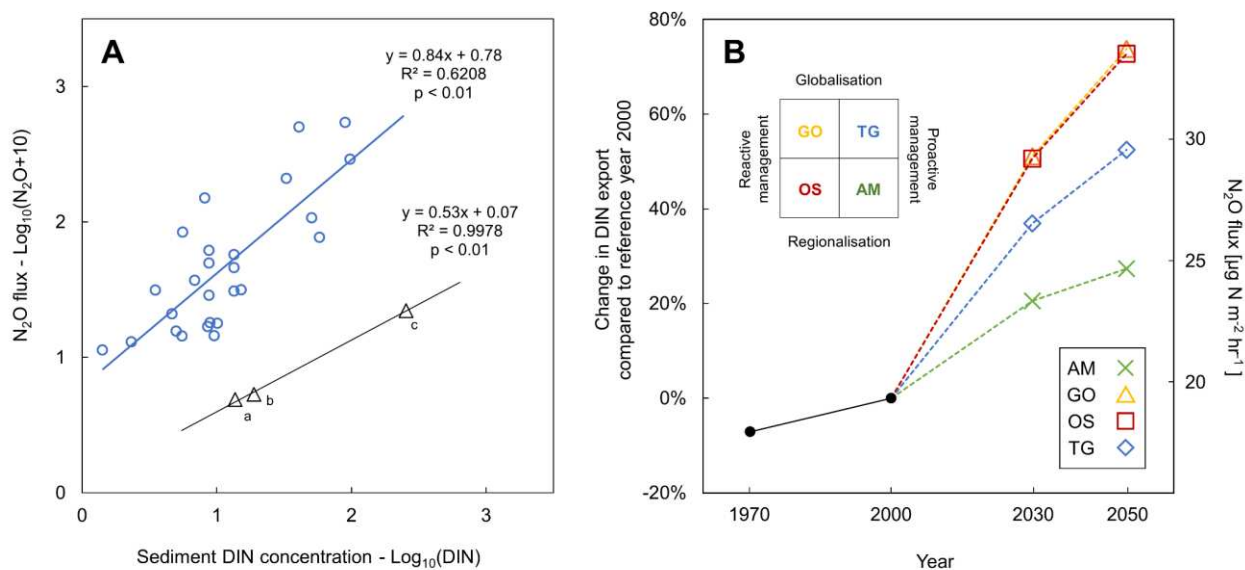 A
y = 0.84x + 0.78
R² = 0.6208
p < 0.01
y = 0.53x + 0.07
R² = 0.9978
p < 0.01
a
b
c
N₂O flux - Log₁₀(N₂O+10)
3
2
1
0
0 1 2 3
Sediment DIN concentration - Log₁₀(DIN)
B
Globalisation
Reactive
management
GO TG
OS AM
Proactive
management
Regionalisation
Change in DIN export
compared to reference year 2000
80%
60%
40%
20%
0%
-20%
30
25
20
N₂O flux [µg N m⁻² hr⁻¹]
AM
GO
OS
TG
1970 2000 2030 2050
Year